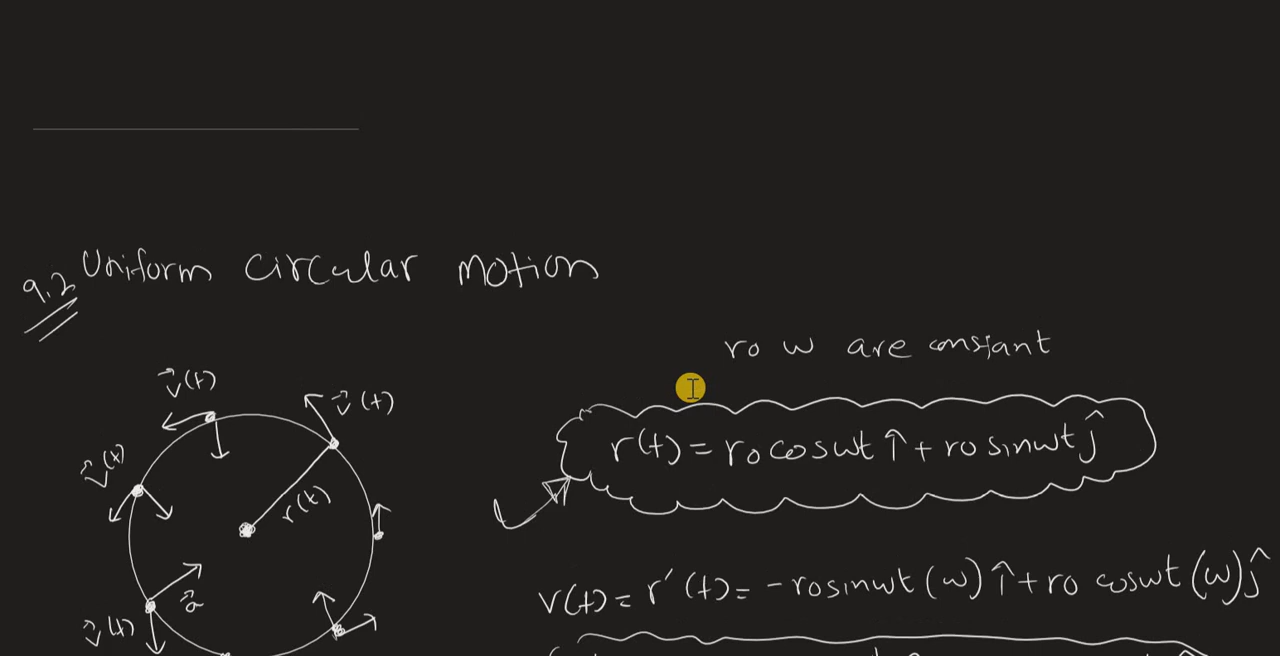 9.2 Uniform circular motion
ro w are constant
r(t) = ro cos wt î + ro sin wt ĵ
v(t) = r'(t) = - ro sin wt (w) î + ro cos wt (w) ĵ
v⃗(t)
v⃗(t)
v⃗(t)
r(t)
a⃗
v⃗(t)